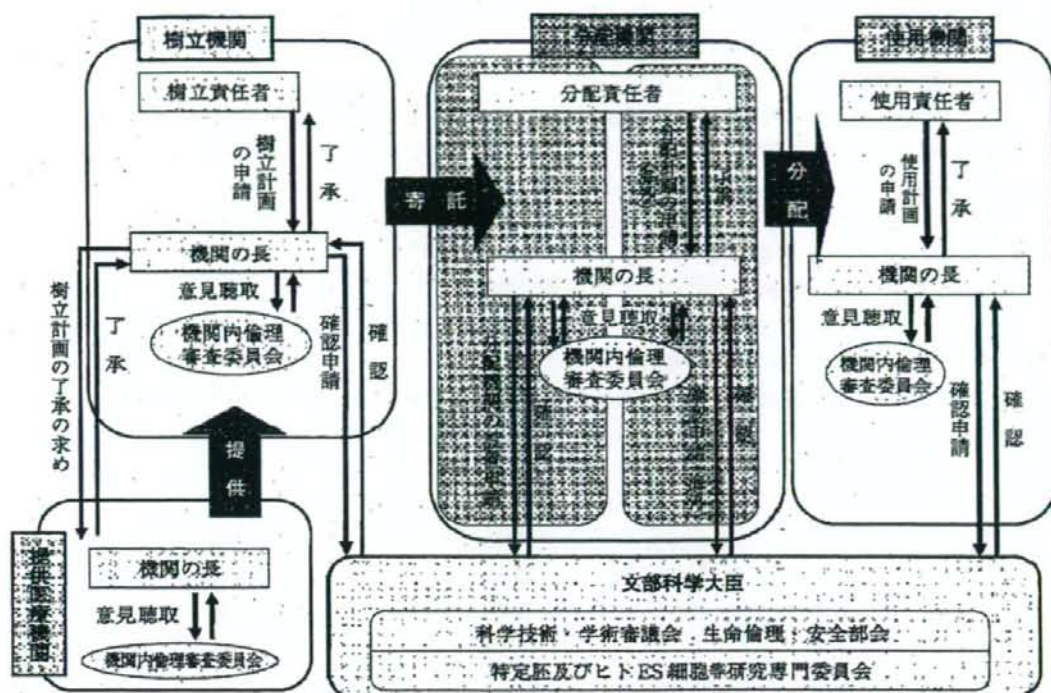 樹立機関
樹立責任者
樹立計画
の申請
了承
機関の長
意見聴取
機関内倫理
審査委員会
確認申請
確認
樹立計画の了承の求め
了承
提供
提供医療機関
機関の長
意見聴取
機関内倫理審査委員会
寄託
分配責任者
機関の長
意見聴取
機関内倫理
審査委員会
確認
分配
使用機関
使用責任者
使用計画
の申請
了承
機関の長
意見聴取
機関内倫理
審査委員会
確認申請
確認
文部科学大臣
科学技術・学術審議会 生命倫理・安全部会
特定胚及びヒトES細胞等研究専門委員会